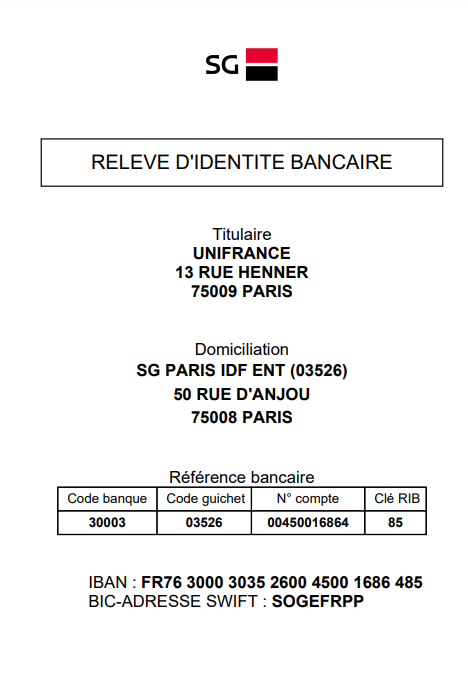 SG
RELEVE D'IDENTITE BANCAIRE
Titulaire
UNIFRANCE
13 RUE HENNER
75009 PARIS
Domiciliation
SG PARIS IDF ENT (03526)
50 RUE D'ANJOU
75008 PARIS
Référence bancaire
Code banque Code guichet N° compte Clé RIB
30003 03526 00450016864 85
IBAN : FR76 3000 3035 2600 4500 1686 485
BIC-ADRESSE SWIFT : SOGEFRPP